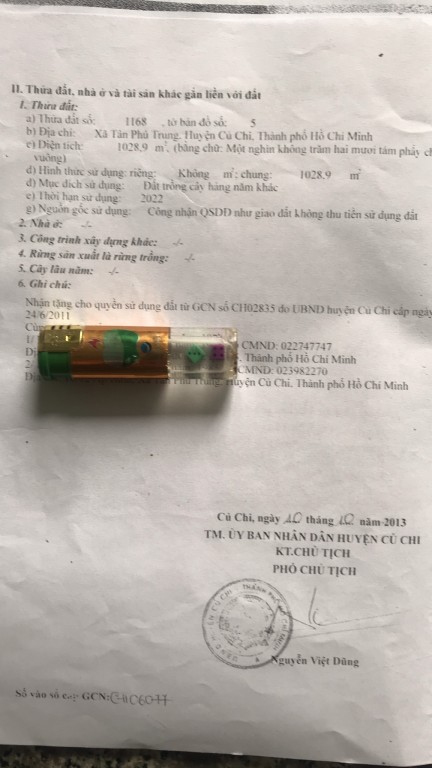 II. Thửa đất, nhà ở và tài sản khác gắn liền với đất
1. Thửa đất:
a) Thửa đất số: 1168 , tờ bản đồ số: 5
b) Địa chỉ: Xã Tân Phú Trung, Huyện Củ Chi, Thành phố Hồ Chí Minh
c) Diện tích: 1028,9 m², (bằng chữ: Một nghìn không trăm hai mươi tám phẩy ch
vuông)
d) Hình thức sử dụng: riêng: Không m²; chung: 1028,9 m²
đ) Mục đích sử dụng: Đất trồng cây hàng năm khác
e) Thời hạn sử dụng: 2022
g) Nguồn gốc sử dụng: Công nhận QSDĐ như giao đất không thu tiền sử dụng đất
2. Nhà ở: -/-
3. Công trình xây dựng khác: -/-
4. Rừng sản xuất là rừng trồng: -/-
5. Cây lâu năm: -/-
6. Ghi chú:
Nhận tặng cho quyền sử dụng đất từ GCN số CH02835 do UBND huyện Củ Chi cấp ngày
24/6/2011
1/ CMND: 022747747
Thành phố Hồ Chí Minh
2/ CMND: 023982270
Phú Trung, Huyện Củ Chi, Thành phố Hồ Chí Minh
Củ Chi, ngày 10 tháng 12 năm 2013
TM. ỦY BAN NHÂN DÂN HUYỆN CỦ CHI
KT.CHỦ TỊCH
PHÓ CHỦ TỊCH
Nguyễn Việt Dũng
Số vào sổ cấp GCN: